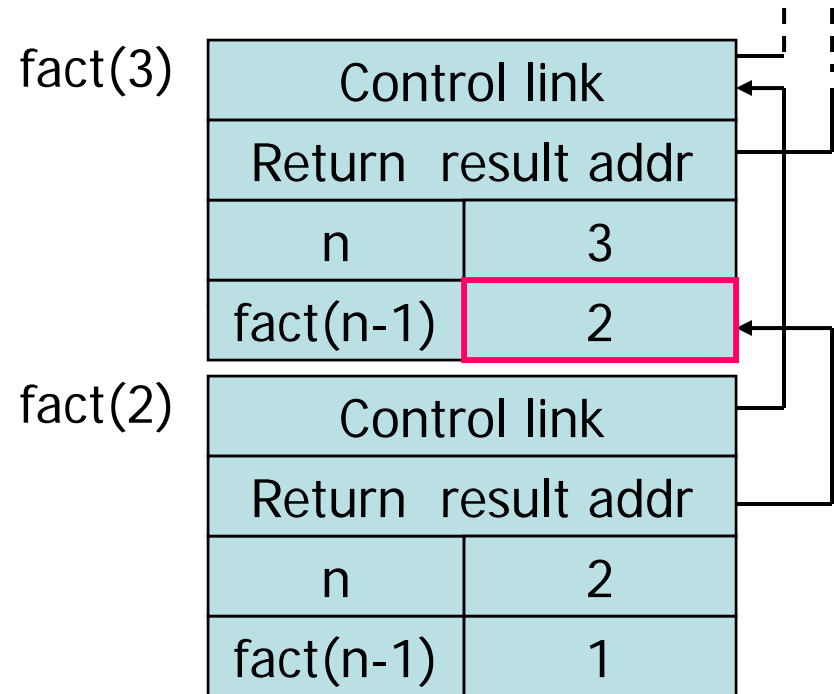 fact(3)
Control link
Return result addr
n 3
fact(n-1) 2
fact(2)
Control link
Return result addr
n 2
fact(n-1) 1